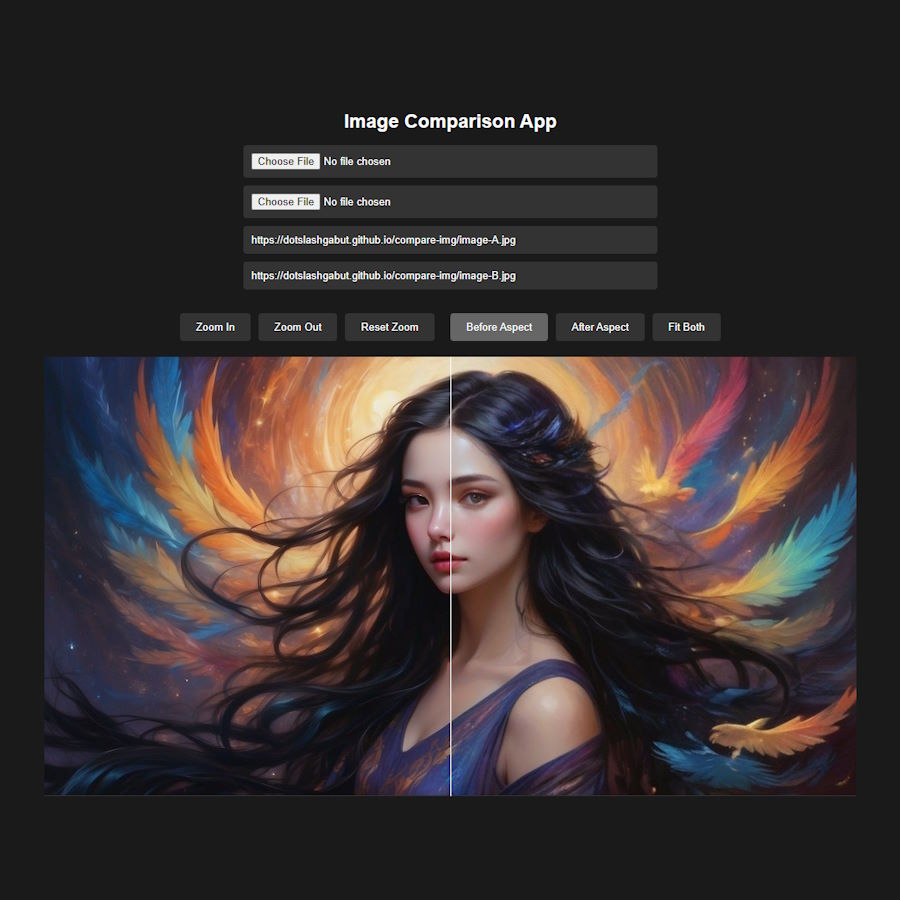 Image Comparison App
Choose File No file chosen
Choose File No file chosen
https://dotslashgabut.github.io/compare-img/image-A.jpg
https://dotslashgabut.github.io/compare-img/image-B.jpg
Zoom In Zoom Out Reset Zoom Before Aspect After Aspect Fit Both